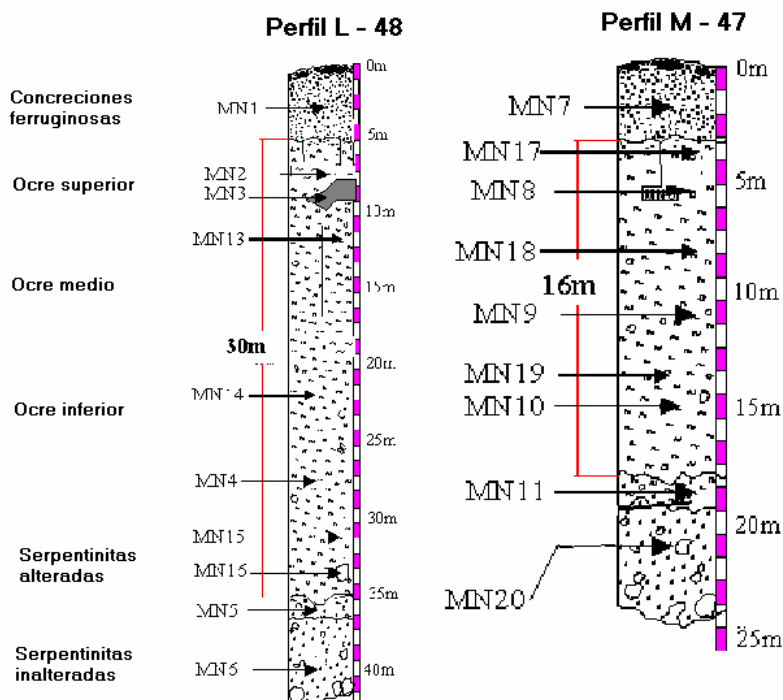 Perfil L - 48
Perfil M - 47
Concreciones
ferruginosas
Ocre superior
Ocre medio
Ocre inferior
Serpentinitas
alteradas
Serpentinitas
inalteradas
MN1
MN2
MN3
MN13
30m
MN14
MN4
MN15
MN5
MN6
0m
5m
15m
20m
25m
30m
35m
40m
MN7
MN17
MN8
MN18
16m
MN9
MN19
MN10
MN11
MN20
0m
5m
10m
15m
20m
25m